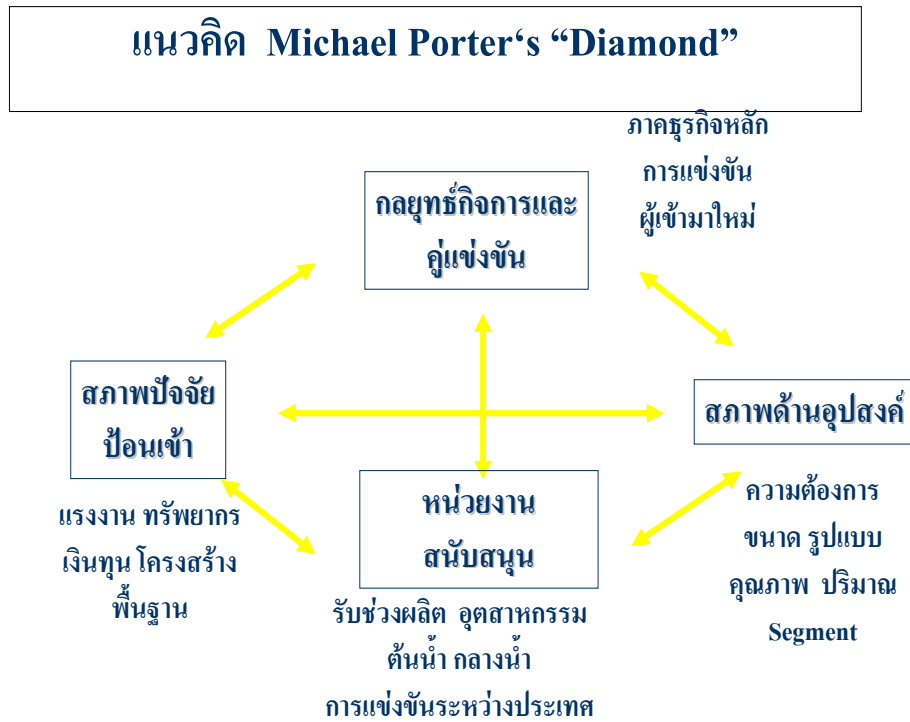 แนวคิด Michael Porter‘s “Diamond”
ภาคธุรกิจหลัก
การแข่งขัน
ผู้เข้ามาใหม่
กลยุทธ์กิจการและ
คู่แข่งขัน
สภาพปัจจัย
ป้อนเข้า
แรงงาน ทรัพยากร
เงินทุน โครงสร้าง
พื้นฐาน
สภาพด้านอุปสงค์
ความต้องการ
ขนาด รูปแบบ
คุณภาพ ปริมาณ
Segment
หน่วยงาน
สนับสนุน
รับช่วงผลิต อุตสาหกรรม
ต้นน้ำ กลางน้ำ
การแข่งขันระหว่างประเทศ